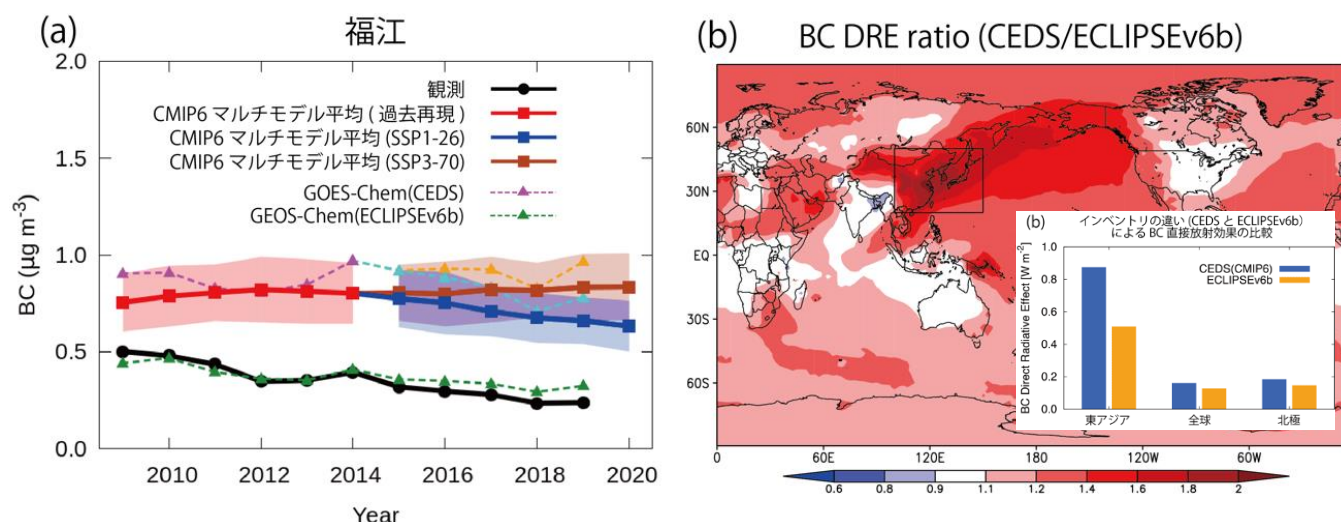 (a)
福江
BC (μg m-3)
2.0
1.5
1.0
0.5
0.0
観測
CMIP6 マルチモデル平均 ( 過去再現 )
CMIP6 マルチモデル平均 (SSP1-26)
CMIP6 マルチモデル平均 (SSP3-70)
GOES-Chem(CEDS)
GEOS-Chem(ECLIPSEv6b)
2010 2012 2014 2016 2018 2020
Year
(b)
BC DRE ratio (CEDS/ECLIPSEv6b)
60N
30N
EQ
30S
60S
0 60E 120E 180 120W 60W
0.6 0.8 0.9 1.1 1.2 1.4 1.6 1.8 2
(b)
インベントリの違い (CEDS と ECLIPSEv6b)
による BC 直接放射効果の比較
BC Direct Radiative Effect [W m-2]
1.0
0.8
0.6
0.4
0.2
0.0
CEDS(CMIP6)
ECLIPSEv6b
東アジア 全球 北極